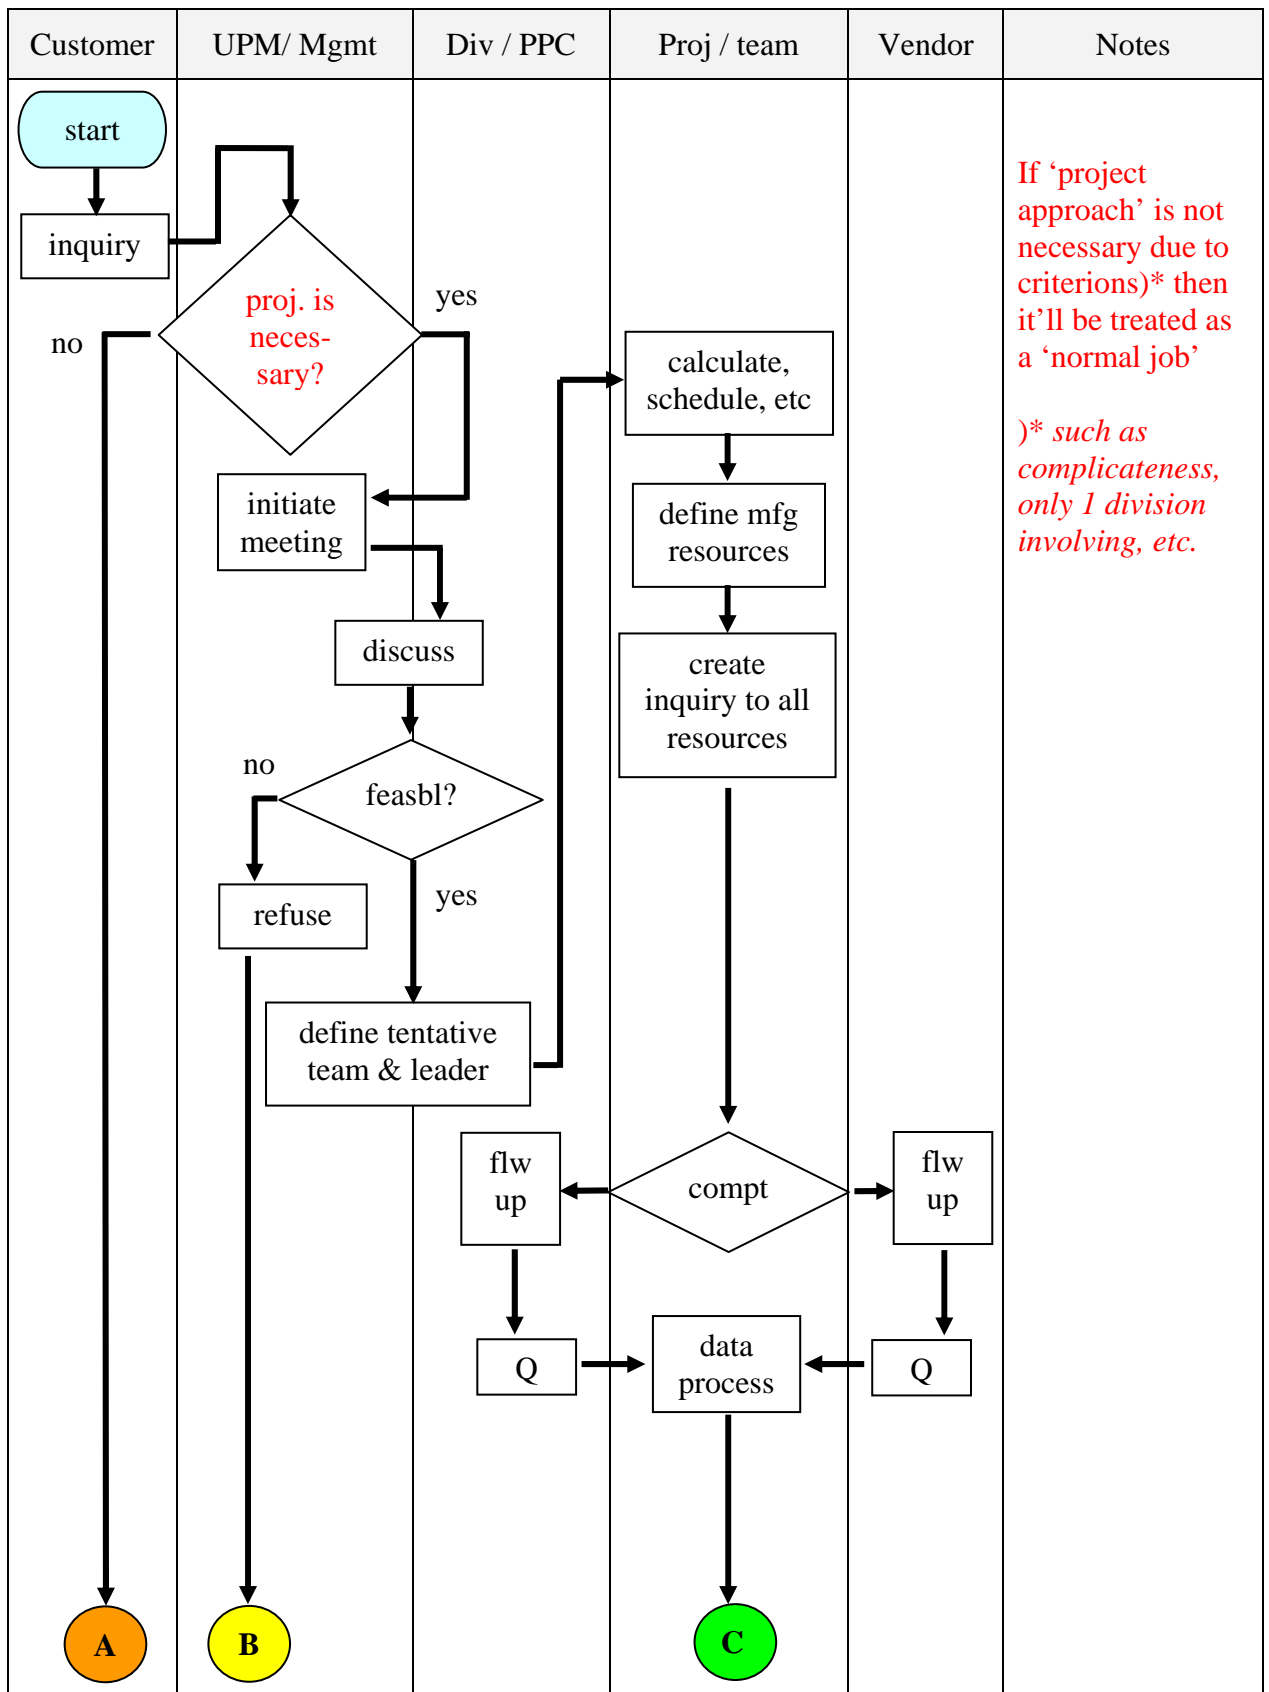 Customer
UPM/ Mgmt
Div / PPC
Proj / team
Vendor
Notes
start
inquiry
no
proj. is
neces-
sary?
yes
initiate
meeting
discuss
no
feasbl?
yes
refuse
define tentative
team & leader
calculate,
schedule, etc
define mfg
resources
create
inquiry to all
resources
flw
up
compt
flw
up
Q
data
process
Q
A
B
C
If ‘project
approach’ is not
necessary due to
criterions)* then
it’ll be treated as
a ‘normal job’
)* such as
complicateness,
only 1 division
involving, etc.